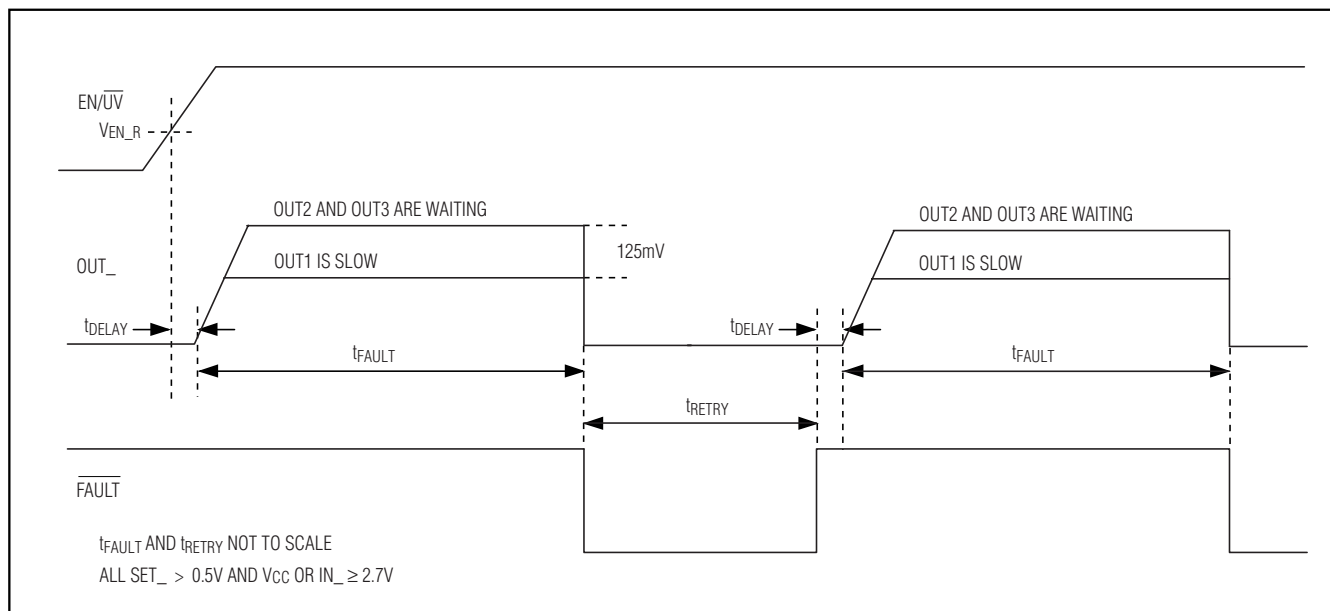 EN/UV
VEN_R
OUT2 AND OUT3 ARE WAITING
OUT2 AND OUT3 ARE WAITING
125mV
OUT_
OUT1 IS SLOW
OUT1 IS SLOW
tDELAY
tDELAY
tFAULT
tFAULT
tRETRY
FAULT
tFAULT AND tRETRY NOT TO SCALE
ALL SET_ > 0.5V AND VCC OR IN_ ≥ 2.7V